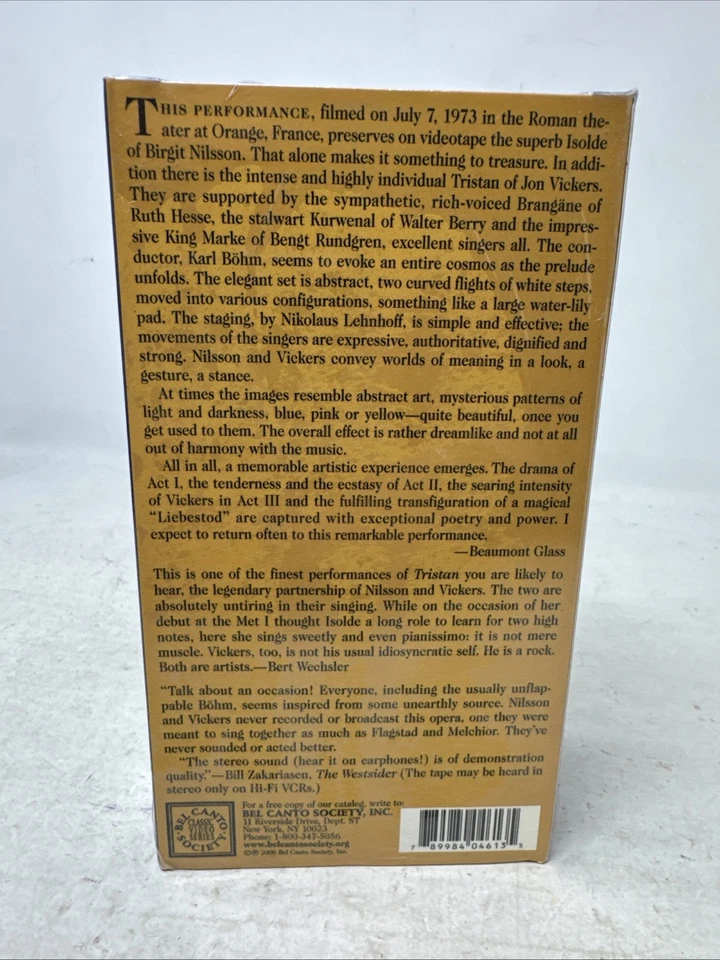 THIS PERFORMANCE, filmed on July 7, 1973 in the Roman the-
ater at Orange, France, preserves on videotape the superb Isolde
of Birgit Nilsson. That alone makes it something to treasure. In addi-
tion there is the intense and highly individual Tristan of Jon Vickers.
They are supported by the sympathetic, rich-voiced Brangäne of
Ruth Hesse, the stalwart Kurwenal of Walter Berry and the impres-
sive King Marke of Bengt Rundgren, excellent singers all. The con-
ductor, Karl Böhm, seems to evoke an entire cosmos as the prelude
unfolds. The elegant set is abstract, two curved flights of white steps,
moved into various configurations, something like a large water-lily
pad. The staging, by Nikolaus Lehnhoff, is simple and effective; the
movements of the singers are expressive, authoritative, dignified and
strong. Nilsson and Vickers convey worlds of meaning in a look, a
gesture, a stance.
At times the images resemble abstract art, mysterious patterns of
light and darkness, blue, pink or yellow—quite beautiful, once you
get used to them. The overall effect is rather dreamlike and not at all
out of harmony with the music.
All in all, a memorable artistic experience emerges. The drama of
Act I, the tenderness and the ecstasy of Act II, the searing intensity
of Vickers in Act III and the fulfilling transfiguration of a magical
“Liebestod” are captured with exceptional poetry and power. I
expect to return often to this remarkable performance.
—Beaumont Glass
This is one of the finest performances of Tristan you are likely to
hear, the legendary partnership of Nilsson and Vickers. The two are
absolutely untiring in their singing. While on the occasion of her
debut at the Met I thought Isolde a long role to learn for two high
notes, here she sings sweetly and even pianissimo: it is not mere
muscle. Vickers, too, is not his usual idiosyncratic self. He is a rock.
Both are artists.—Bert Wechsler
“Talk about an occasion! Everyone, including the usually unflap-
pable Böhm, seems inspired from some unearthly source. Nilsson
and Vickers never recorded or broadcast this opera, one they were
meant to sing together as much as Flagstad and Melchior. They’ve
never sounded or acted better.
“The stereo sound (hear it on earphones!) is of demonstration
quality.”—Bill Zakariasen, The Westsider (The tape may be heard in
stereo only on Hi-Fi VCRs.)
BEL CANTO SOCIETY
CLASSIC
VIDEO
SERIES
For a free copy of our catalog, write to:
BEL CANTO SOCIETY, INC.
11 Riverside Drive, Dept. ST
New York, NY 10023
Phone: 1-800-347-5056
www.belcantosociety.org
©℗ 2000 Bel Canto Society, Inc.
7 89984 04613 5